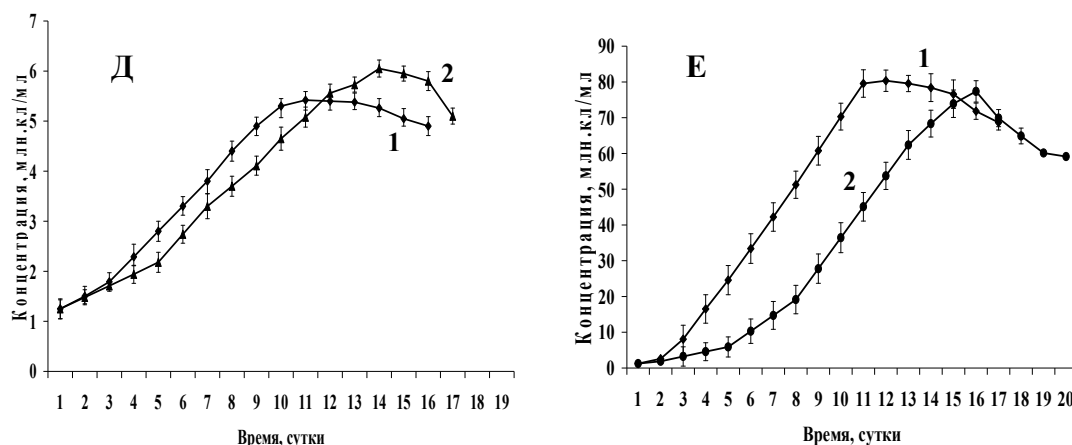 Д
Концентрация, млн.кл/мл
7
6
5
4
3
2
1
0
2
1
1 2 3 4 5 6 7 8 9 10 11 12 13 14 15 16 17 18 19
Время, сутки
Е
Концентрация, млн.кл/мл
90
80
70
60
50
40
30
20
10
0
1
2
1 2 3 4 5 6 7 8 9 10 11 12 13 14 15 16 17 18 19 20
Время, сутки